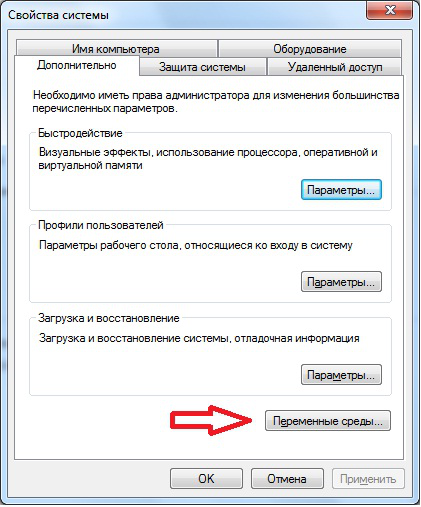 Свойства системы
Имя компьютера
Оборудование
Дополнительно
Защита системы
Удаленный доступ
Необходимо иметь права администратора для изменения большинства
перечисленных параметров.
Быстродействие
Визуальные эффекты, использование процессора, оперативной и
виртуальной памяти
Параметры...
Профили пользователей
Параметры рабочего стола, относящиеся ко входу в систему
Параметры...
Загрузка и восстановление
Загрузка и восстановление системы, отладочная информация
Параметры...
Переменные среды...
OK
Отмена
Применить